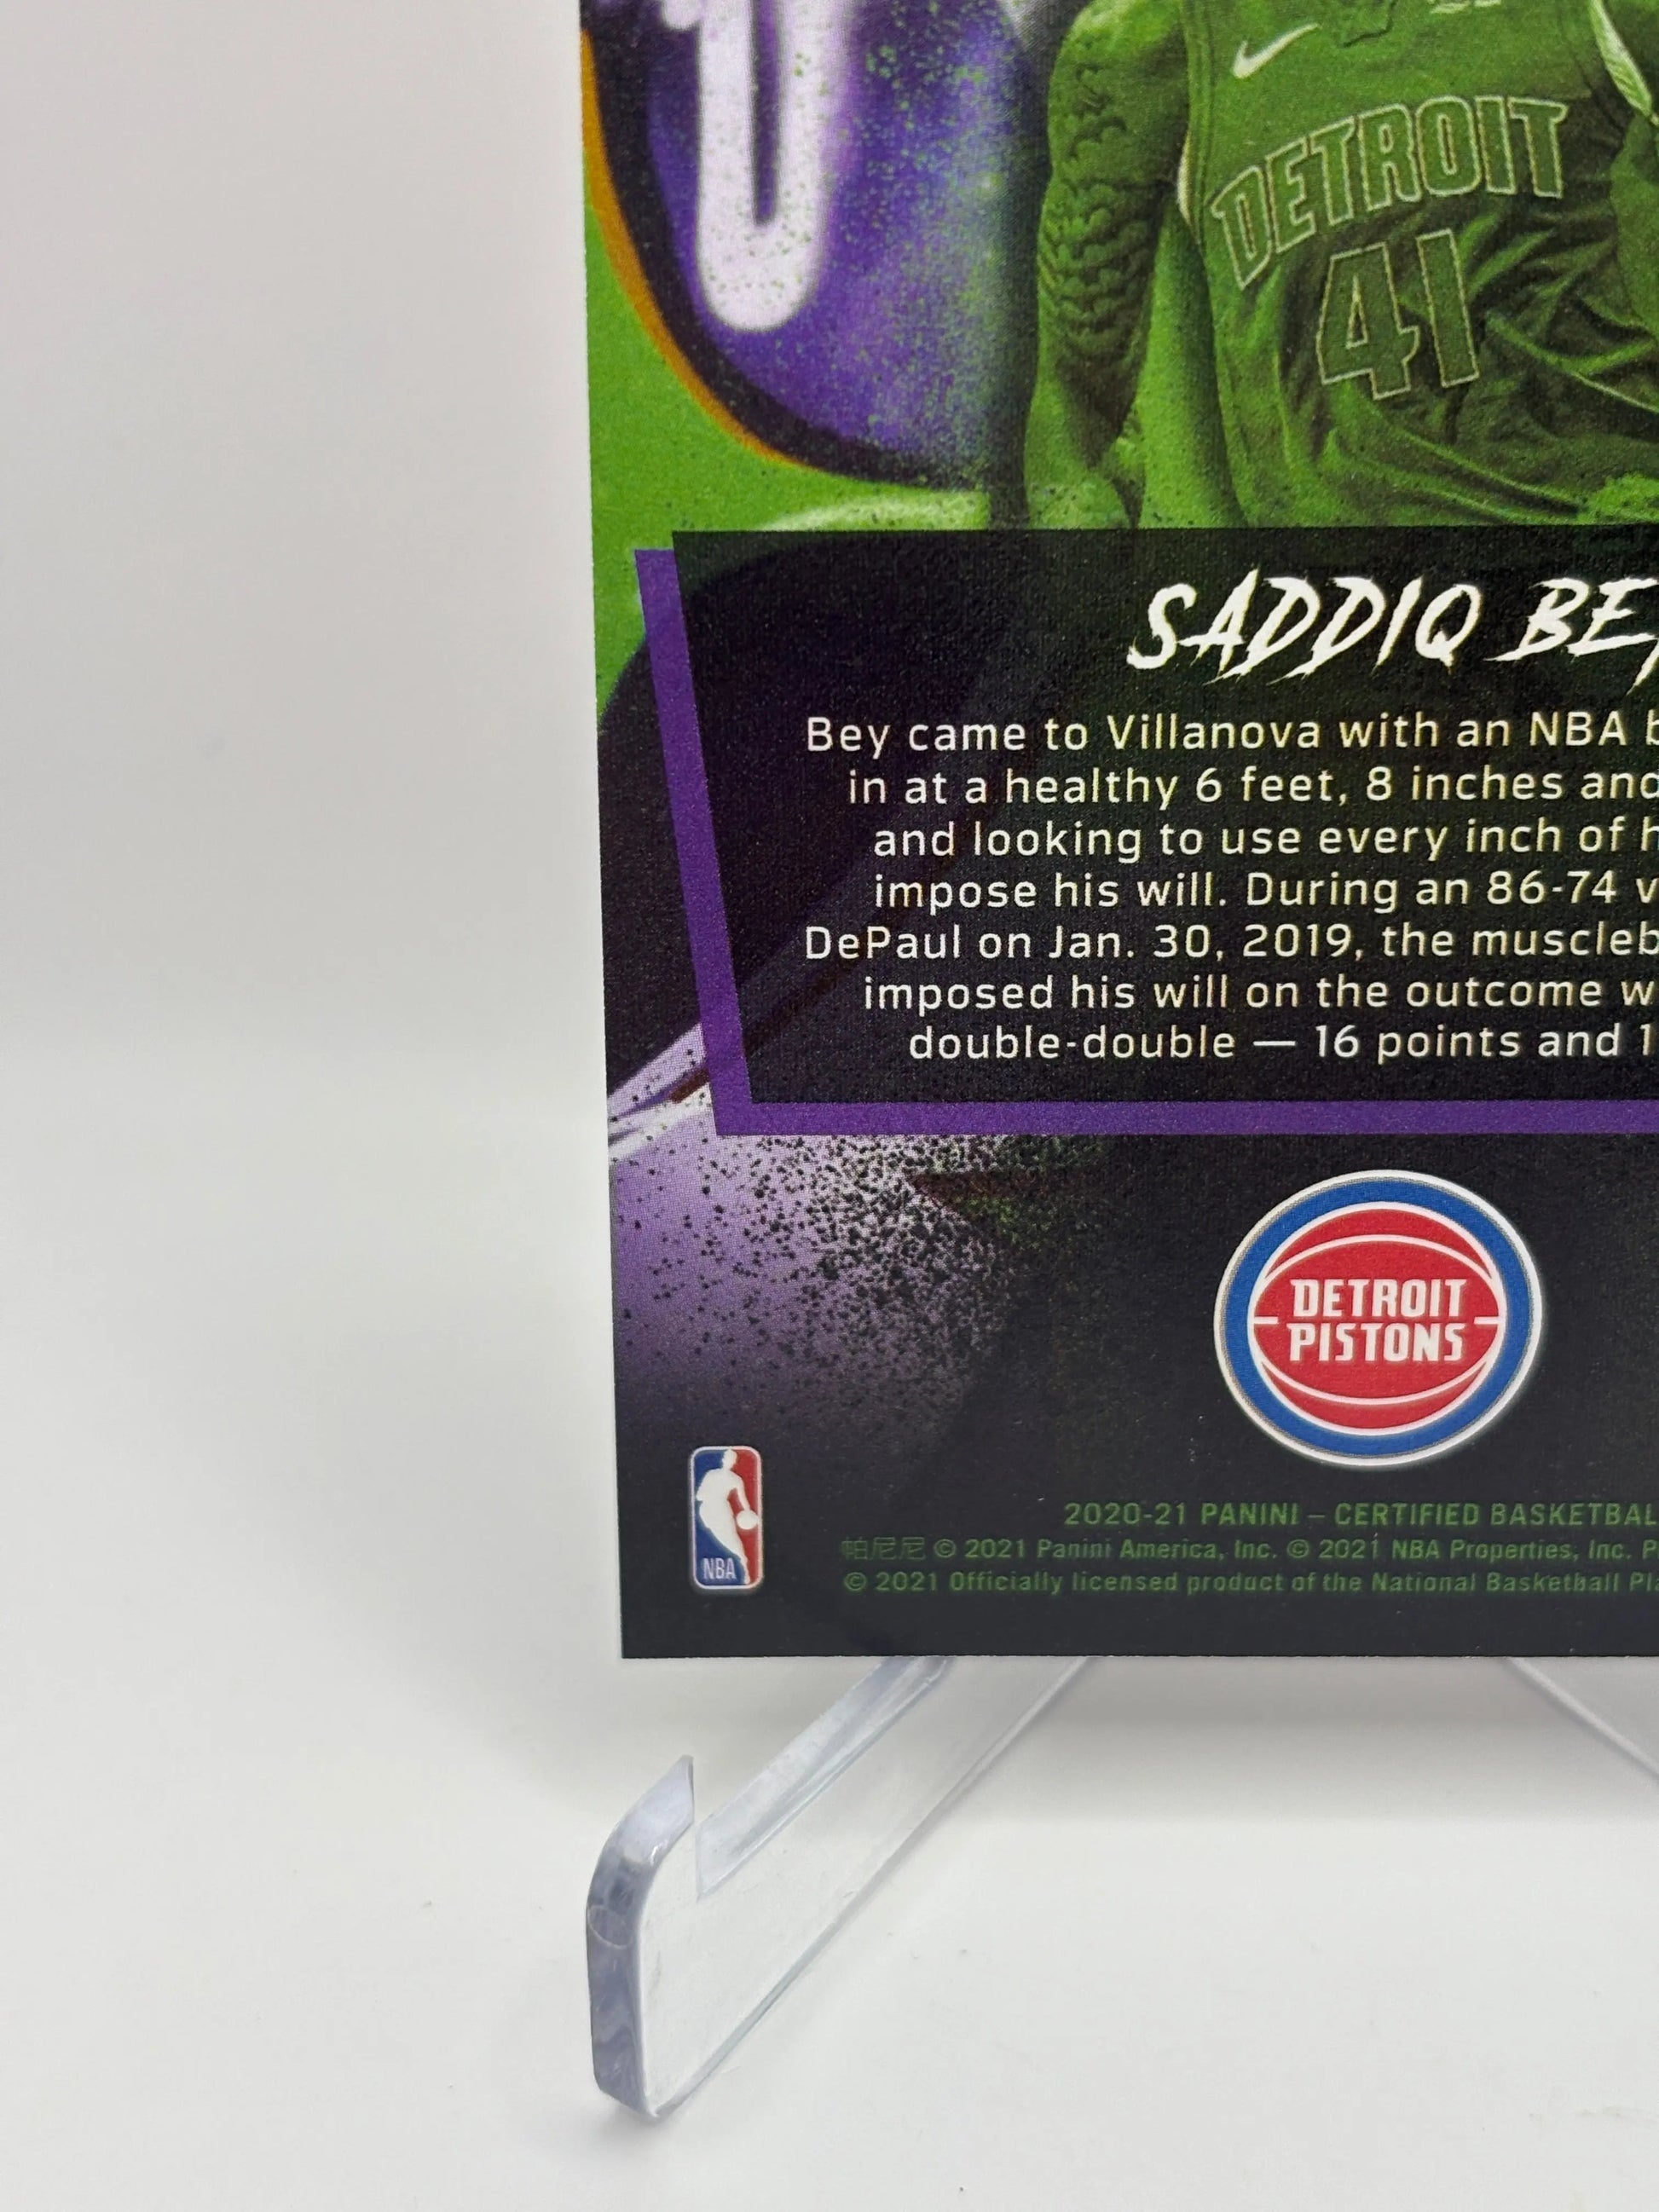 DETROIT
41
SADDIQ BE
Bey came to Villanova with an NBA
in at a healthy 6 feet, 8 inches and
and looking to use every inch of
impose his will. During an 86-74
DePaul on Jan. 30, 2019, the muscleb
imposed his will on the outcome w
double-double — 16 points and 1
DETROIT
PISTONS
NBA
2020-21 PANINI – CERTIFIED BASKETBAL
帕尼尼 © 2021 Panini America, Inc. © 2021 NBA Properties, Inc. P
© 2021 Officially licensed product of the National Basketball Pla